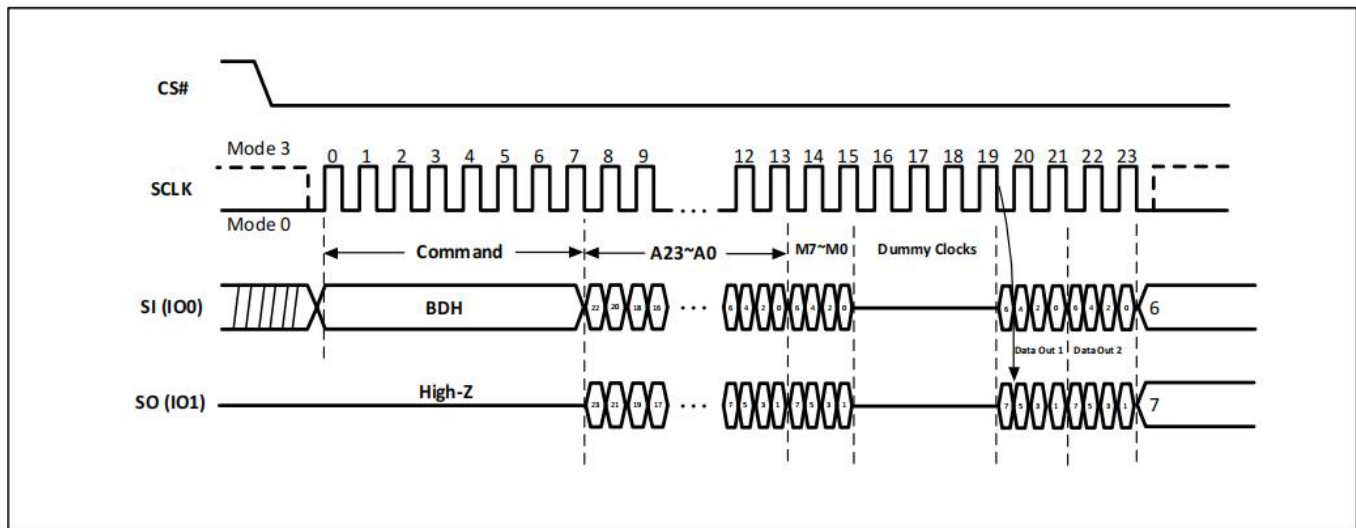 CS#
Mode 3
0 1 2 3 4 5 6 7 8 9 12 13 14 15 16 17 18 19 20 21 22 23
SCLK
...
Mode 0
Command A23~A0 M7~M0 Dummy Clocks
SI (IO0) BDH 22 20 18 16 ... 6 4 2 0 6 4 2 0 6 4 2 0 6 4 2 0 6
Data Out 1 Data Out 2
High-Z
SO (IO1) 23 21 19 17 ... 7 5 3 1 7 5 3 1 7 5 3 1 7 5 3 1 7